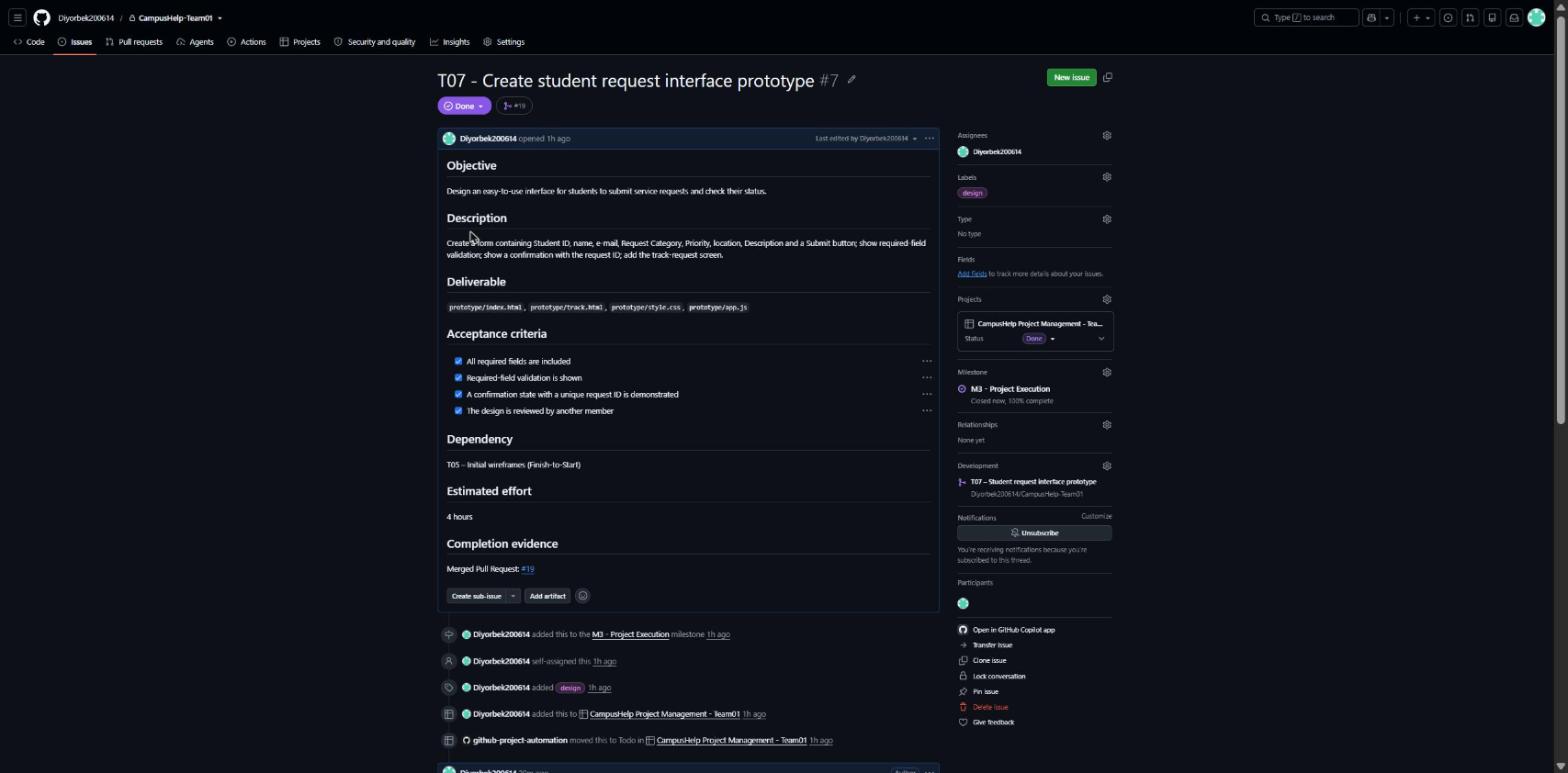 Diyorbek200614 / CampusHelp-Team01
Type / to search
Code Issues Pull requests Agents Actions Projects Security and quality Insights Settings
T07 - Create student request interface prototype #7
New issue
Done #19
Diyorbek200614 opened 1h ago
Last edited by Diyorbek200614
Objective
Design an easy-to-use interface for students to submit service requests and check their status.
Description
Create form containing Student ID, name, e-mail, Request Category, Priority, location, Description and a Submit button; show required-field
validation; show a confirmation with the request ID; add the track-request screen.
Deliverable
prototype/index.html, prototype/track.html, prototype/style.css, prototype/app.js
Acceptance criteria
All required fields are included
Required-field validation is shown
A confirmation state with a unique request ID is demonstrated
The design is reviewed by another member
Dependency
T05 – Initial wireframes (Finish-to-Start)
Estimated effort
4 hours
Completion evidence
Merged Pull Request: #19
Create sub-issue
Add artifact
Diyorbek200614 added this to the M3 - Project Execution milestone 1h ago
Diyorbek200614 self-assigned this 1h ago
Diyorbek200614 added design 1h ago
Diyorbek200614 added this to CampusHelp Project Management - Team01 1h ago
github-project-automation moved this to Todo in CampusHelp Project Management - Team01 1h ago
Diyorbek200614
Assignees
Diyorbek200614
Labels
design
Type
No type
Fields
Add fields to track more details about your issues.
Projects
CampusHelp Project Management - Tea...
Status Done
Milestone
M3 - Project Execution
Closed now, 100% complete
Relationships
None yet
Development
T07 – Student request interface prototype
Diyorbek200614/CampusHelp-Team01
Notifications
Customize
Unsubscribe
You're receiving notifications because you're
subscribed to this thread.
Participants
Open in GitHub Copilot app
Transfer issue
Clone issue
Lock conversation
Pin issue
Delete issue
Give feedback